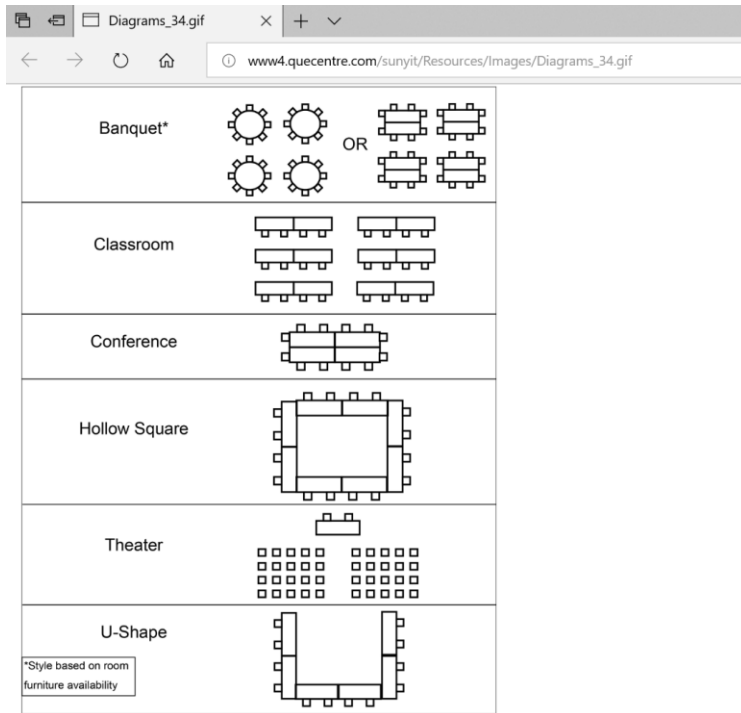 Diagrams_34.gif
www4.quecentre.com/sunyit/Resources/Images/Diagrams_34.gif
Banquet*
OR
Classroom
Conference
Hollow Square
Theater
U-Shape
*Style based on room
furniture availability